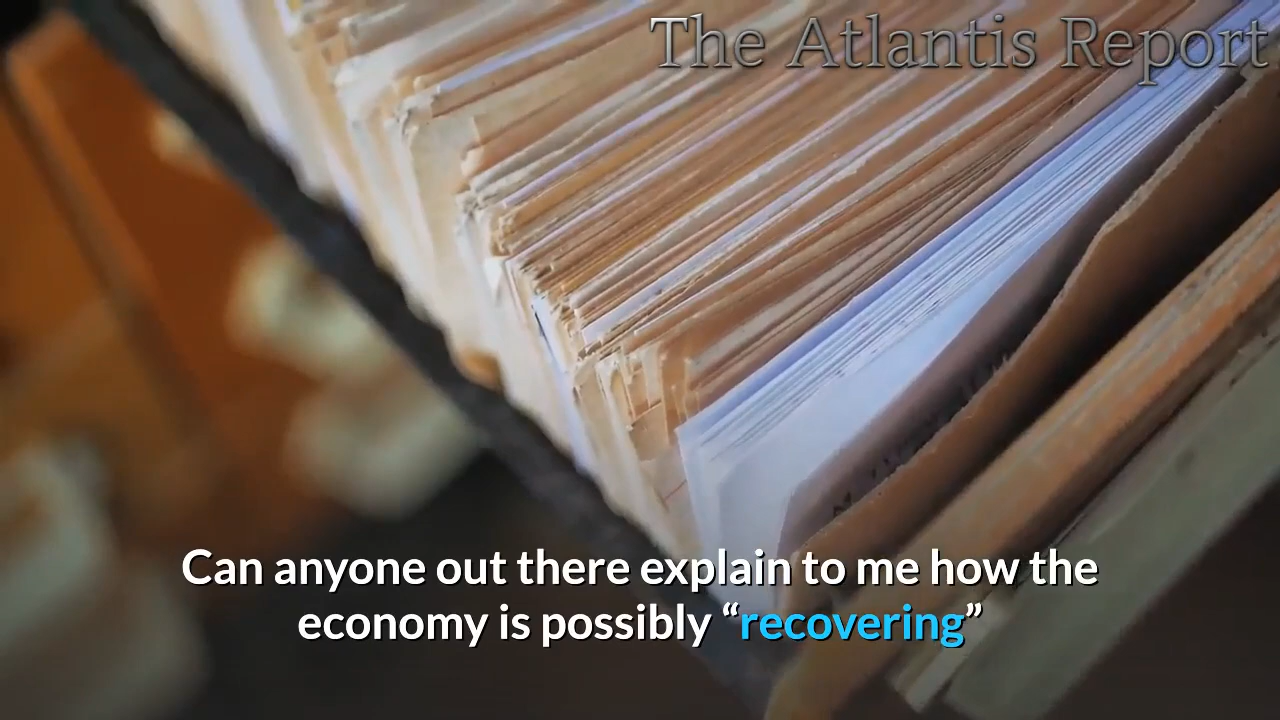 The Atlantis Report
Can anyone out there explain to me how the
economy is possibly “recovering”